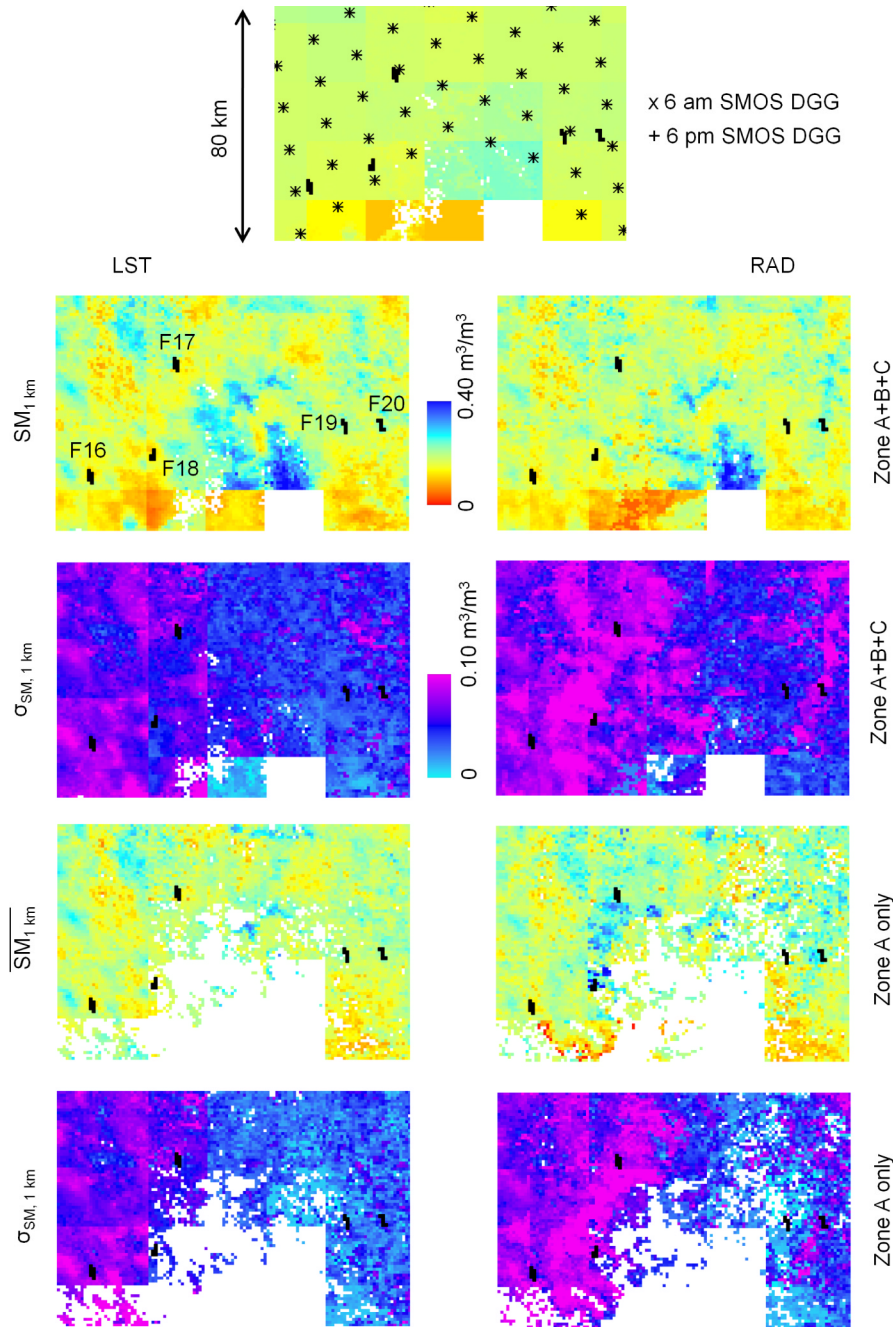 80 km
x 6 am SMOS DGG
+ 6 pm SMOS DGG
LST
RAD
SM1 km
F17
F19
F20
F16
F18
0.40 m³/m³
0
Zone A+B+C
σSM, 1 km
0.10 m³/m³
0
Zone A+B+C
SM1 km
Zone A only
σSM, 1 km
Zone A only